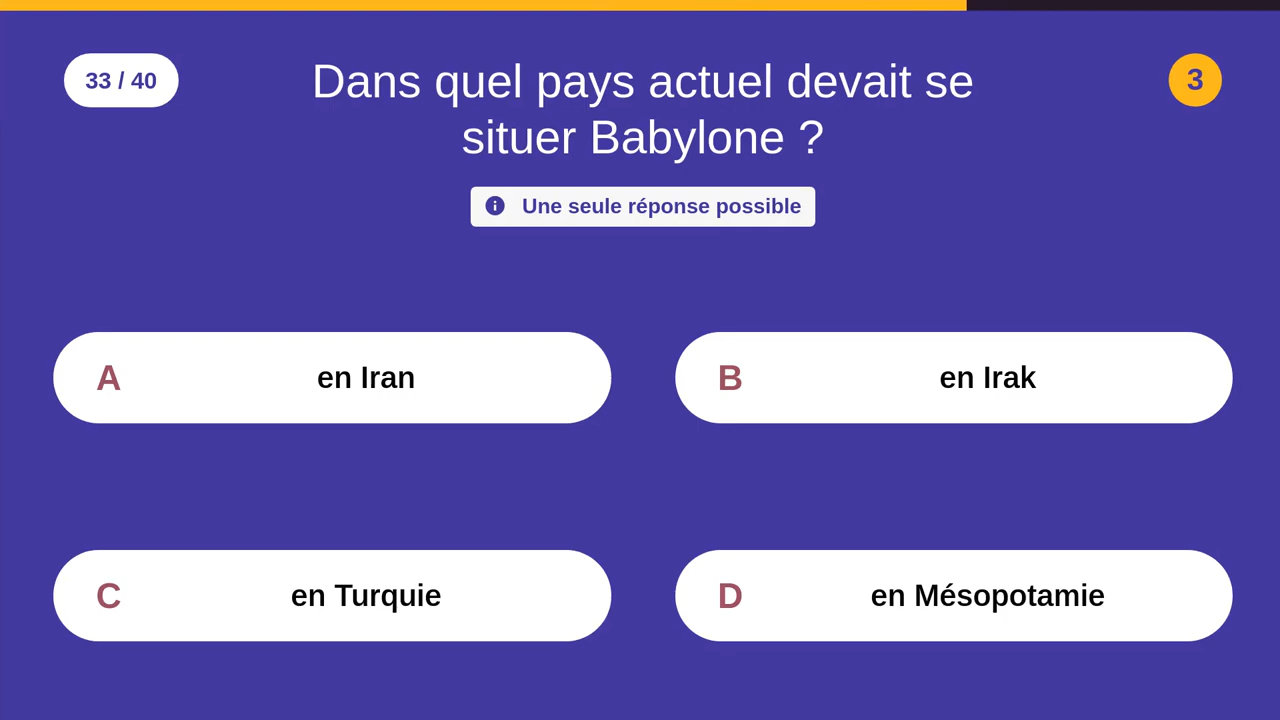 33 / 40
Dans quel pays actuel devait se
situer Babylone ?
3
Une seule réponse possible
A
en Iran
B
en Irak
C
en Turquie
D
en Mésopotamie